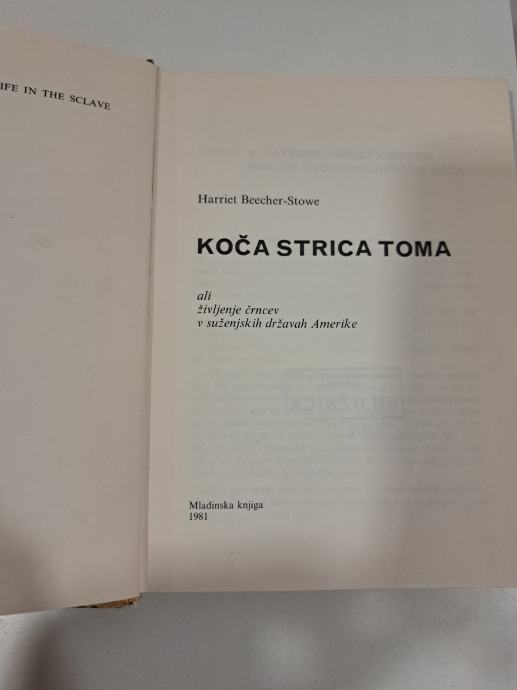 IFE IN THE SCLAVE
Harriet Beecher-Stowe
KOČA STRICA TOMA
ali
življenje črncev
v suženjskih državah Amerike
KNJIŽNICA
Mladinska knjiga
1981